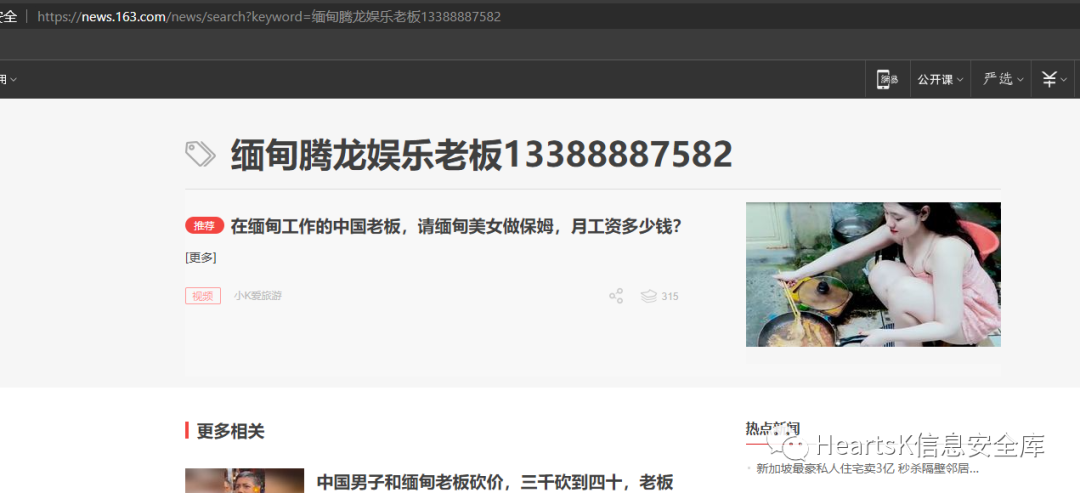 安全 | https://news.163.com/news/search?keyword=缅甸腾龙娱乐老板13388887582
用
公开课
严选
缅甸腾龙娱乐老板13388887582
推荐 在缅甸工作的中国老板，请缅甸美女做保姆，月工资多少钱？
[更多]
视频 小K爱旅游 315
更多相关
热点新闻
HeartsK信息安全库
新加坡最豪私人住宅卖3亿 秒杀隔壁邻居...
中国男子和缅甸老板砍价，三千砍到四十，老板